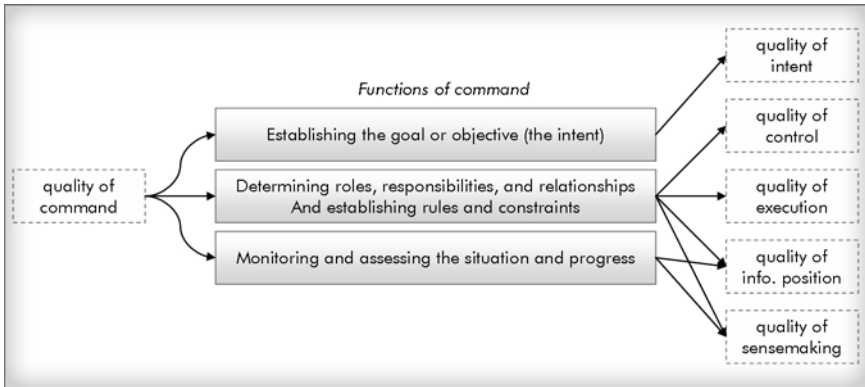 quality of
intent
Functions of command
Establishing the goal or objective (the intent)
quality of
control
quality of
command
Determining roles, responsibilities, and relationships
And establishing rules and constraints
quality of
execution
Monitoring and assessing the situation and progress
quality of
info. position
quality of
sensemaking